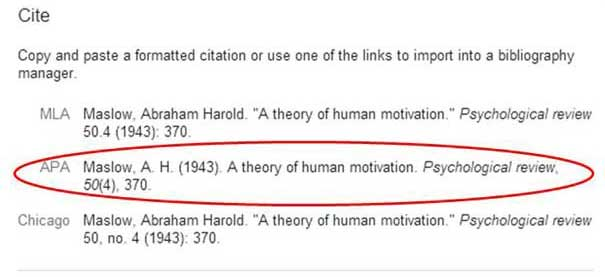 Cite
Copy and paste a formatted citation or use one of the links to import into a bibliography
manager.
MLA Maslow, Abraham Harold. "A theory of human motivation." Psychological review
50.4 (1943): 370.
APA Maslow, A. H. (1943). A theory of human motivation. Psychological review,
50(4), 370.
Chicago Maslow, Abraham Harold. "A theory of human motivation." Psychological review
50, no. 4 (1943): 370.